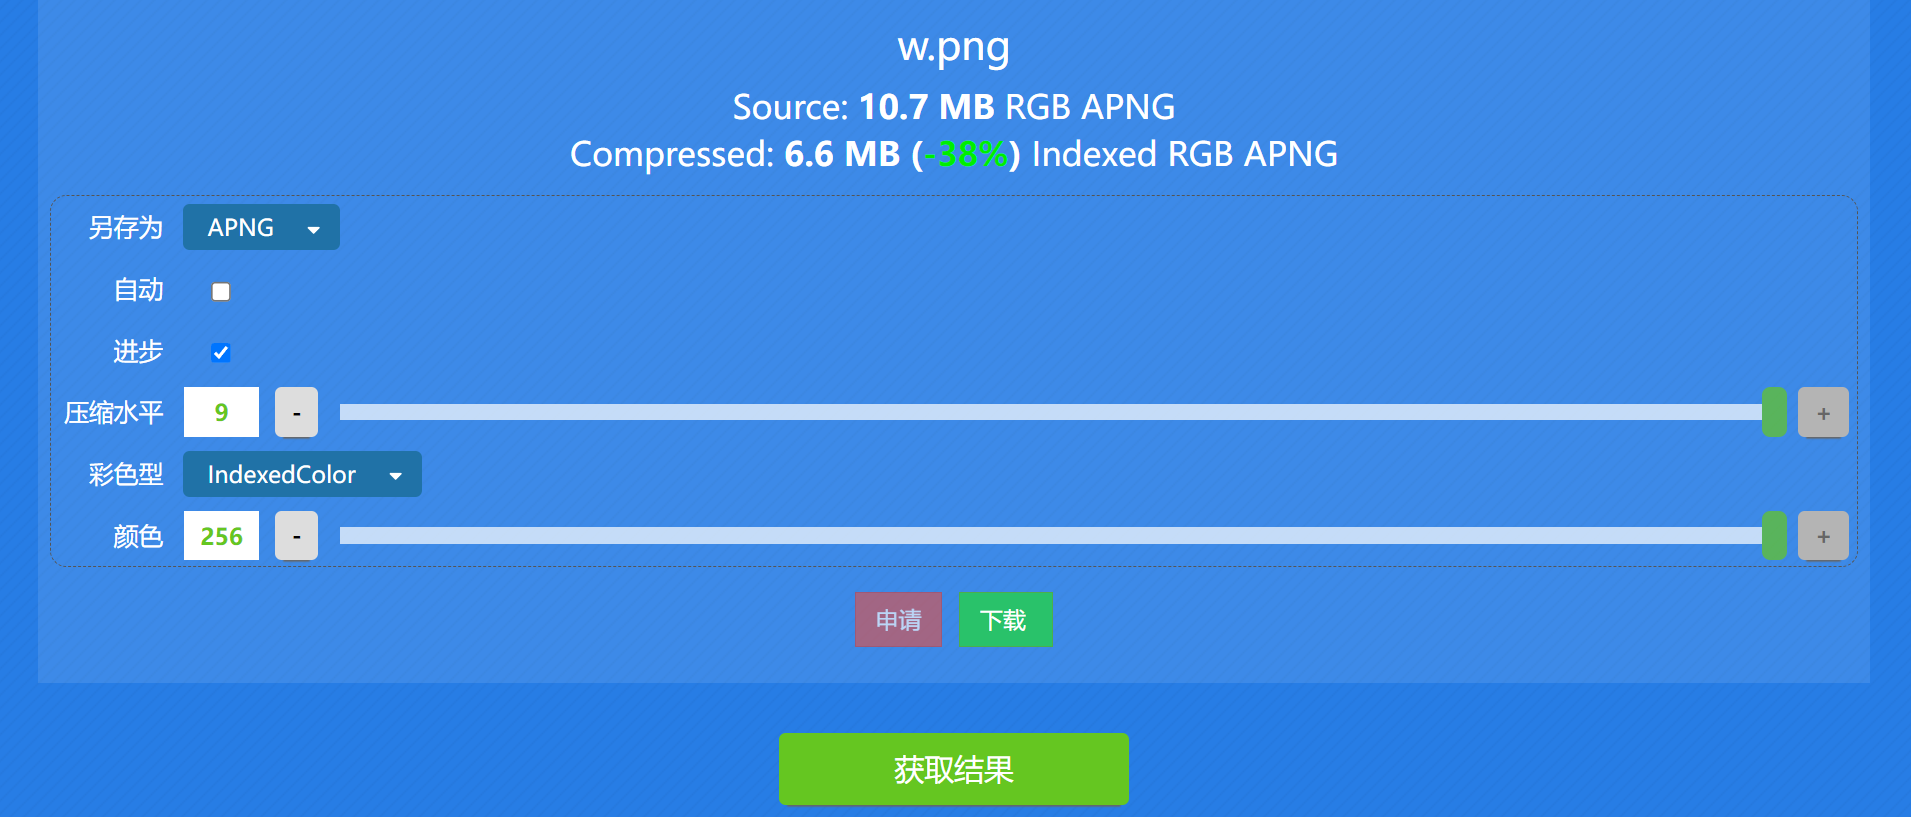 w.png
Source: 10.7 MB RGB APNG
Compressed: 6.6 MB (-38%) Indexed RGB APNG
另存为 APNG
自动
进步
压缩水平 9 - +
彩色型 IndexedColor
颜色 256 - +
申请 下载
获取结果